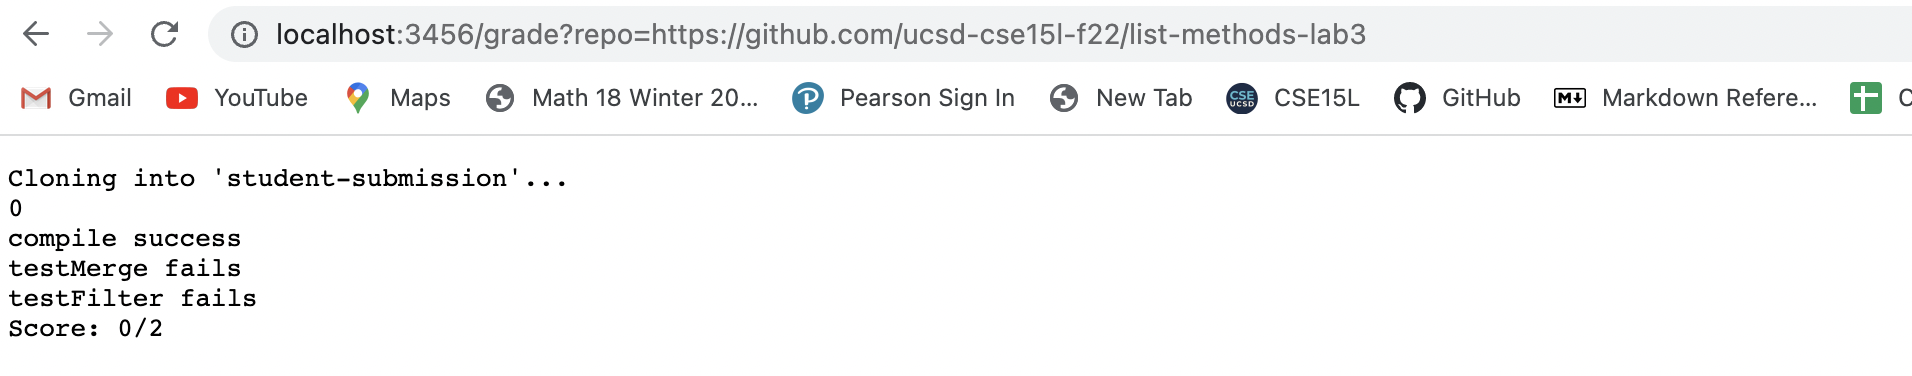 localhost:3456/grade?repo=https://github.com/ucsd-cse15l-f22/list-methods-lab3
Gmail YouTube Maps Math 18 Winter 20... Pearson Sign In New Tab CSE UCSD CSE15L GitHub M Markdown Refere... C
Cloning into 'student-submission'...
0
compile success
testMerge fails
testFilter fails
Score: 0/2